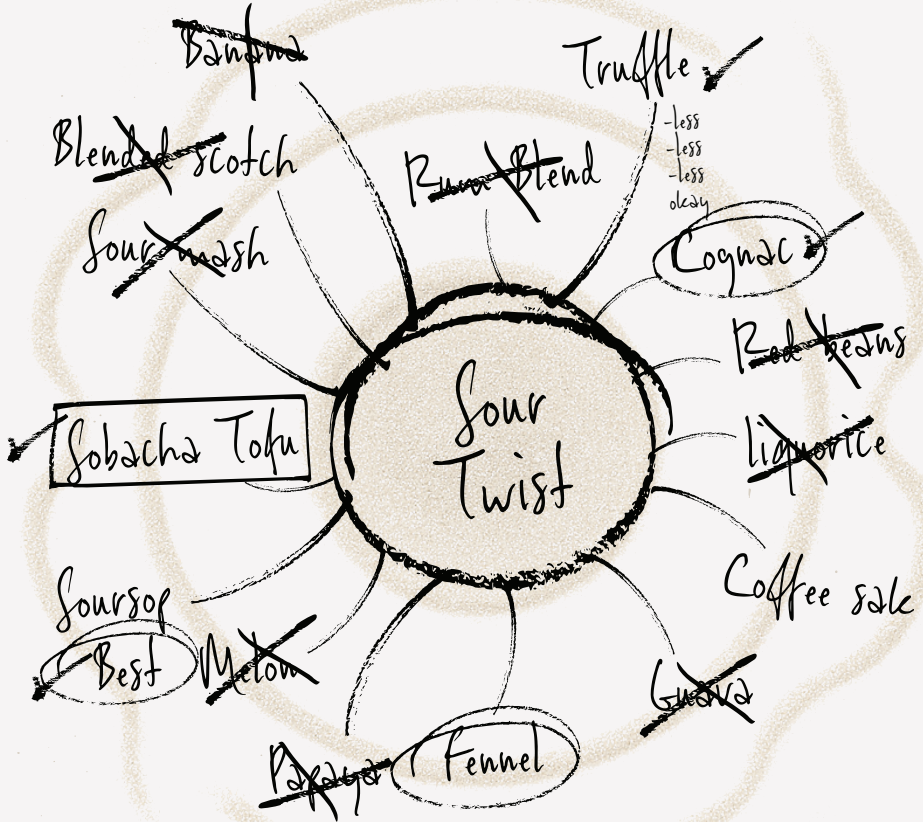 Banana
Truffle
-less
-less
-less
okay
Blended scotch
Rum Blend
Sour mash
Cognac
Red beans
Sour
Twist
liquorice
Sobacha Tofu
Coffee sake
Soursop
Best
Melon
Guava
Papaya
Fennel